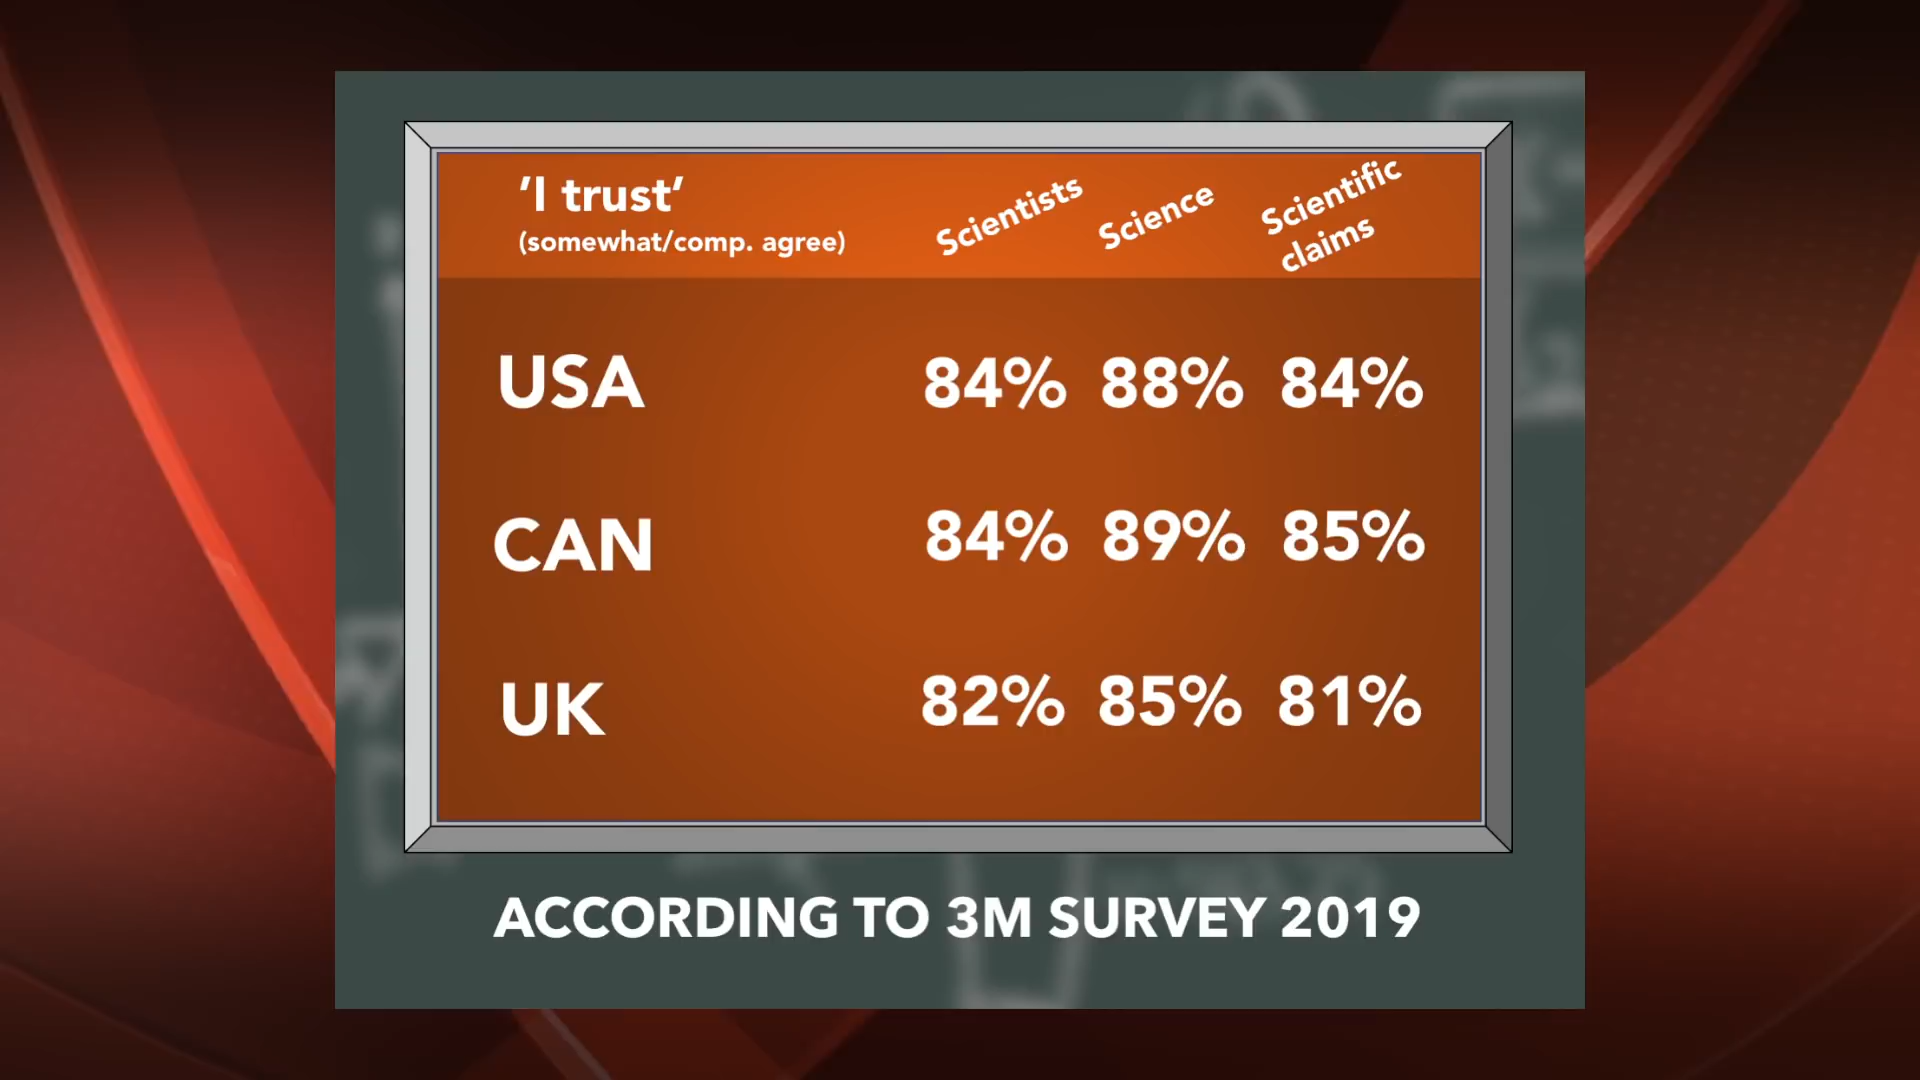 ’I trust’
(somewhat/comp. agree)
Scientists
Science
Scientific
claims
USA 84% 88% 84%
CAN 84% 89% 85%
UK 82% 85% 81%
ACCORDING TO 3M SURVEY 2019